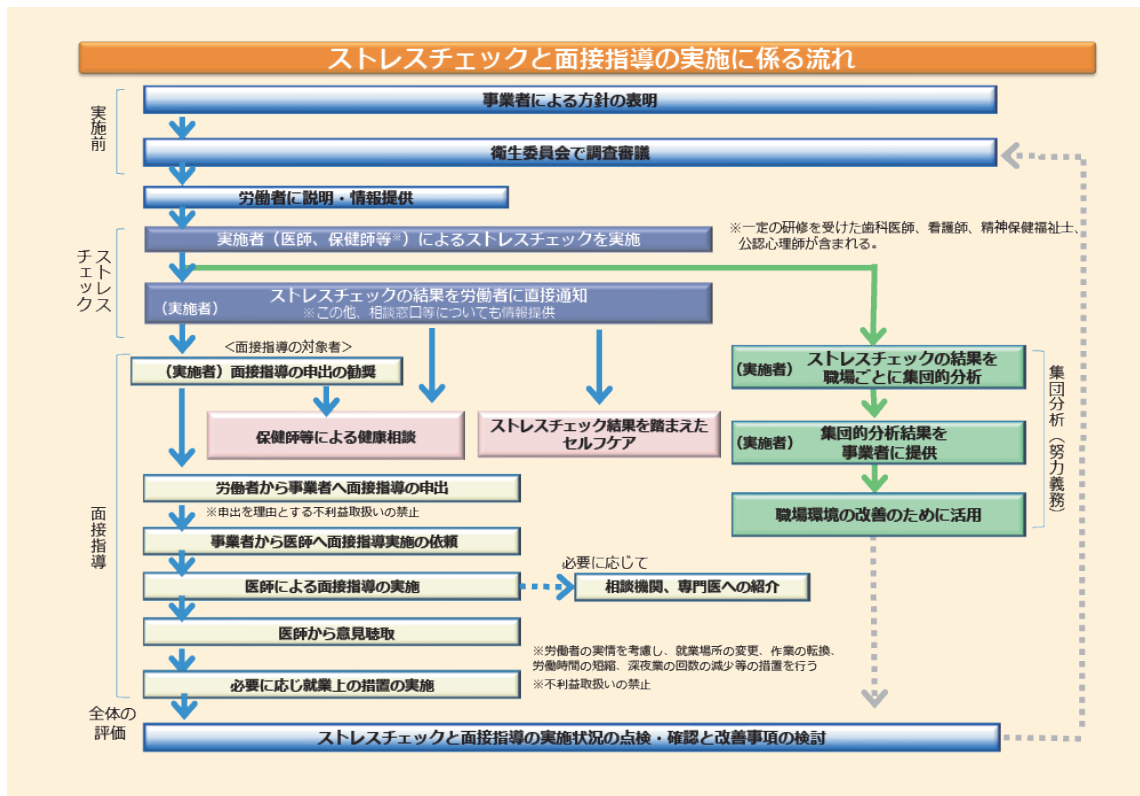 ストレスチェックと面接指導の実施に係る流れ
実施前
事業者による方針の表明
衛生委員会で調査審議
労働者に説明・情報提供
ストレス
チェック
実施者（医師、保健師等※）によるストレスチェックを実施
※一定の研修を受けた歯科医師、看護師、精神保健福祉士、
公認心理師が含まれる。
（実施者）
ストレスチェックの結果を労働者に直接通知
※この他、相談窓口等についても情報提供
＜面接指導の対象者＞
（実施者）面接指導の申出の勧奨
保健師等による健康相談
ストレスチェック結果を踏まえた
セルフケア
（実施者）
ストレスチェックの結果を
職場ごとに集団的分析
（実施者）
集団的分析結果を
事業者に提供
職場環境の改善のために活用
集団分析（努力義務）
面接指導
労働者から事業者へ面接指導の申出
※申出を理由とする不利益取扱いの禁止
事業者から医師へ面接指導実施の依頼
医師による面接指導の実施
必要に応じて
相談機関、専門医への紹介
医師から意見聴取
※労働者の実情を考慮し、就業場所の変更、作業の転換、
労働時間の短縮、深夜業の回数の減少等の措置を行う
※不利益取扱いの禁止
必要に応じ就業上の措置の実施
全体の
評価
ストレスチェックと面接指導の実施状況の点検・確認と改善事項の検討